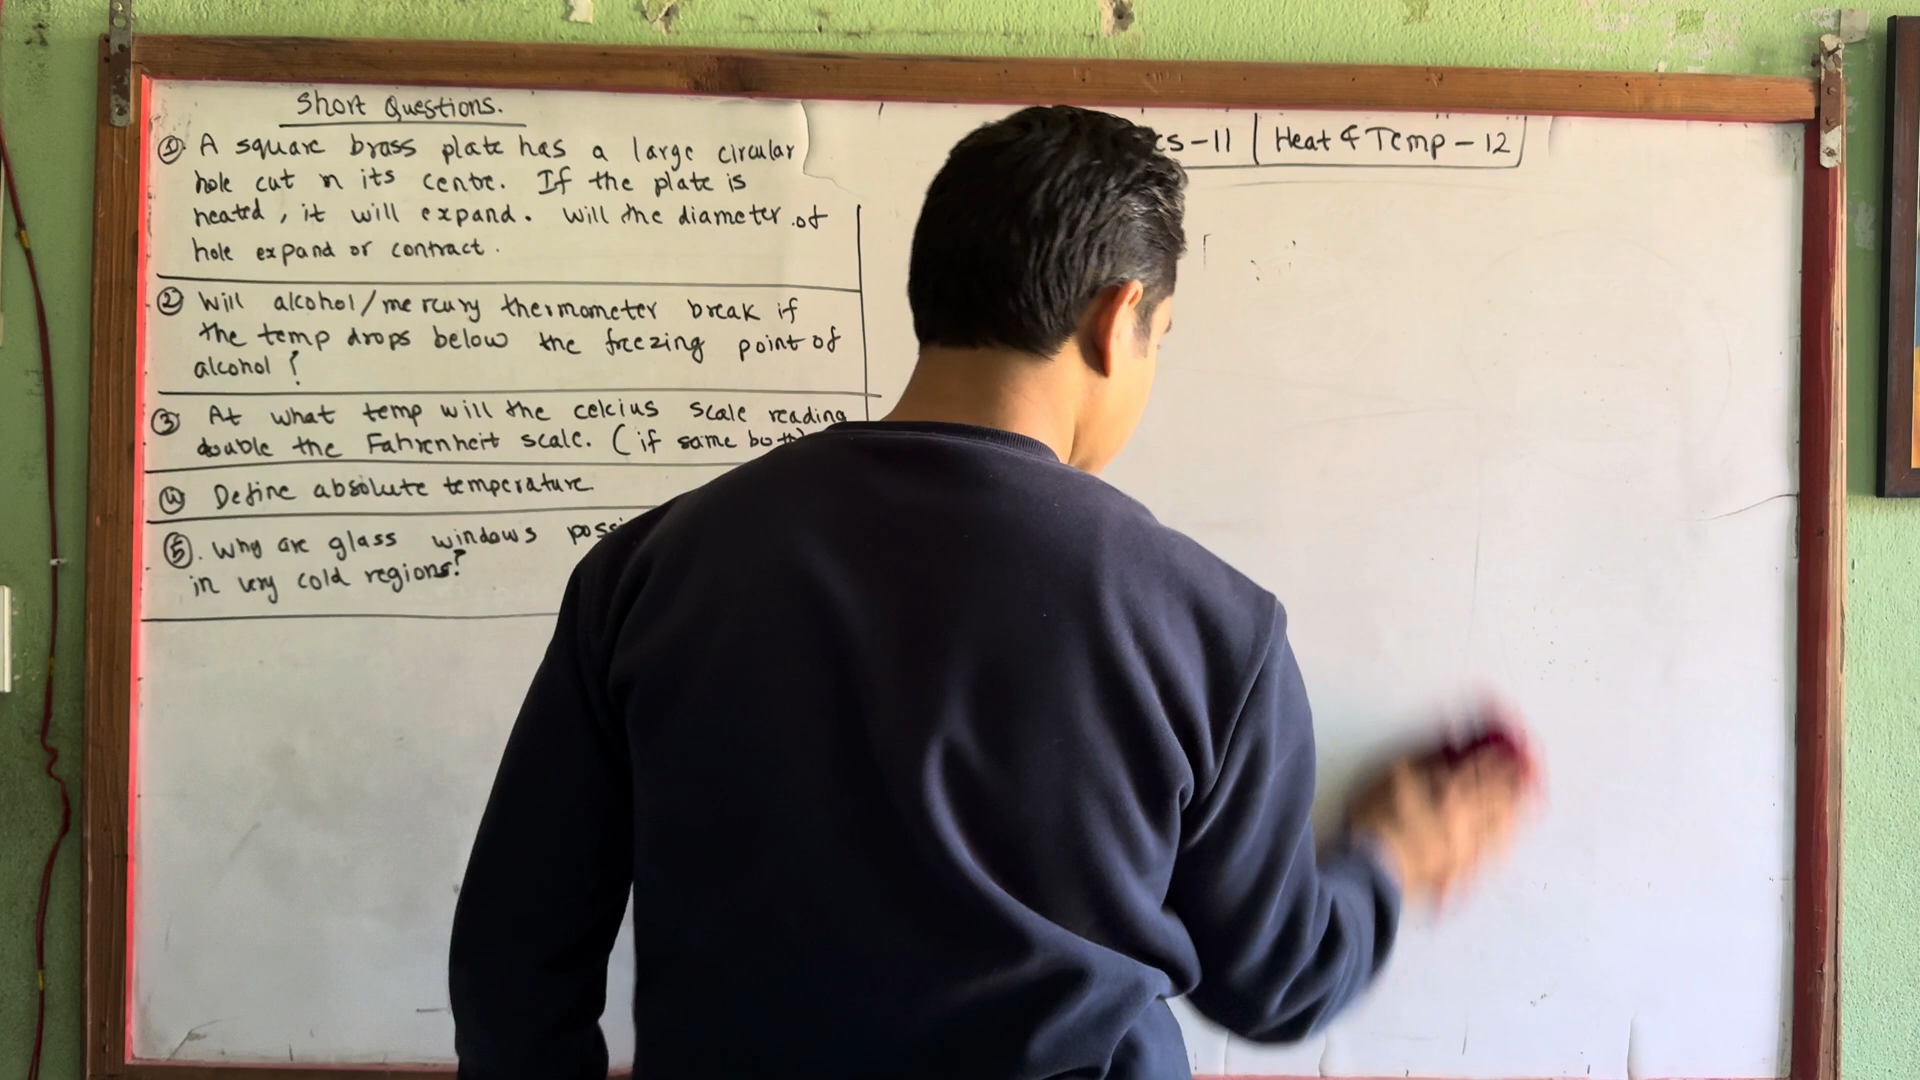 Short Questions.
① A square brass plate has a large circular
hole cut in its centre. If the plate is
heated, it will expand. Will the diameter of
hole expand or contract.
② Will alcohol/mercury thermometer break if
the temp drops below the freezing point of
alcohol?
③ At what temp will the celcius scale reading
double the Fahrenheit scale. (if same both)
④ Define absolute temperature
⑤. Why are glass windows
in very cold regions?
cs-11 | Heat & Temp - 12